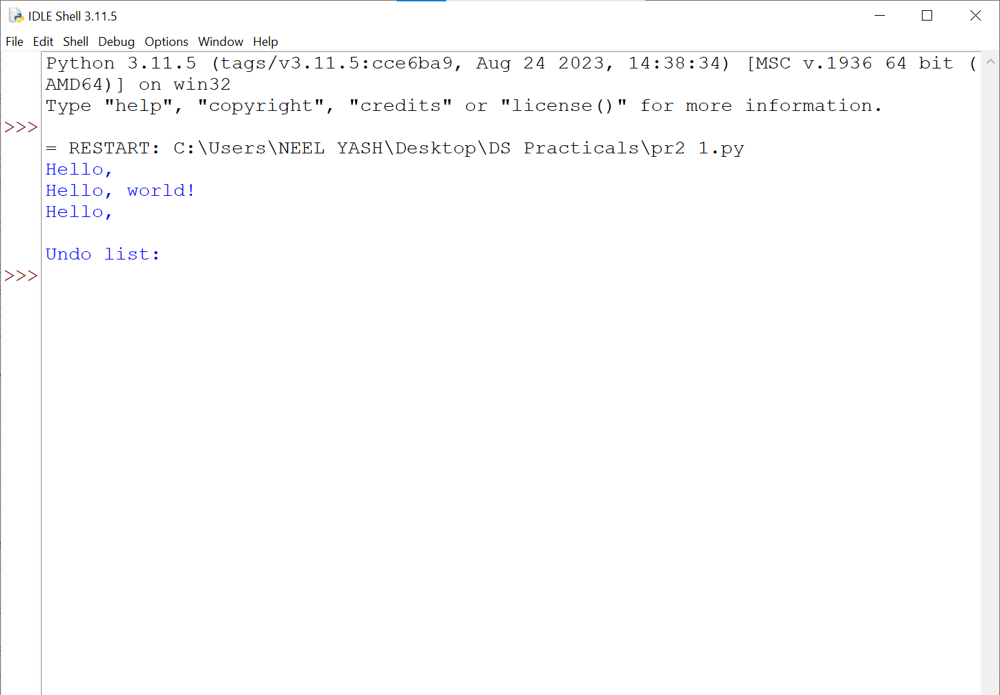 IDLE Shell 3.11.5
File Edit Shell Debug Options Window Help
Python 3.11.5 (tags/v3.11.5:cce6ba9, Aug 24 2023, 14:38:34) [MSC v.1936 64 bit (
AMD64)] on win32
Type "help", "copyright", "credits" or "license()" for more information.
>>>
= RESTART: C:\Users\NEEL YASH\Desktop\DS Practicals\pr2 1.py
Hello,
Hello, world!
Hello,
Undo list:
>>>